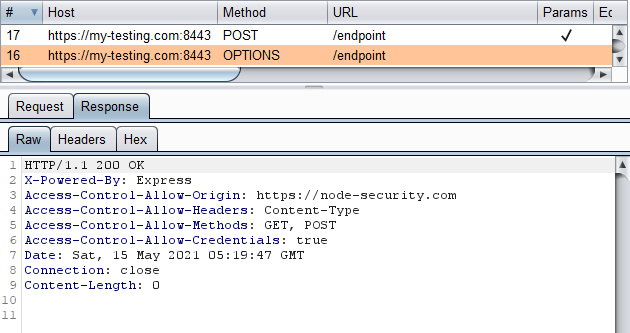 # Host Method URL Params Ec
17 https://my-testing.com:8443 POST /endpoint ✓
16 https://my-testing.com:8443 OPTIONS /endpoint
Request Response
Raw Headers Hex
1 HTTP/1.1 200 OK
2 X-Powered-By: Express
3 Access-Control-Allow-Origin: https://node-security.com
4 Access-Control-Allow-Headers: Content-Type
5 Access-Control-Allow-Methods: GET, POST
6 Access-Control-Allow-Credentials: true
7 Date: Sat, 15 May 2021 05:19:47 GMT
8 Connection: close
9 Content-Length: 0
10
11